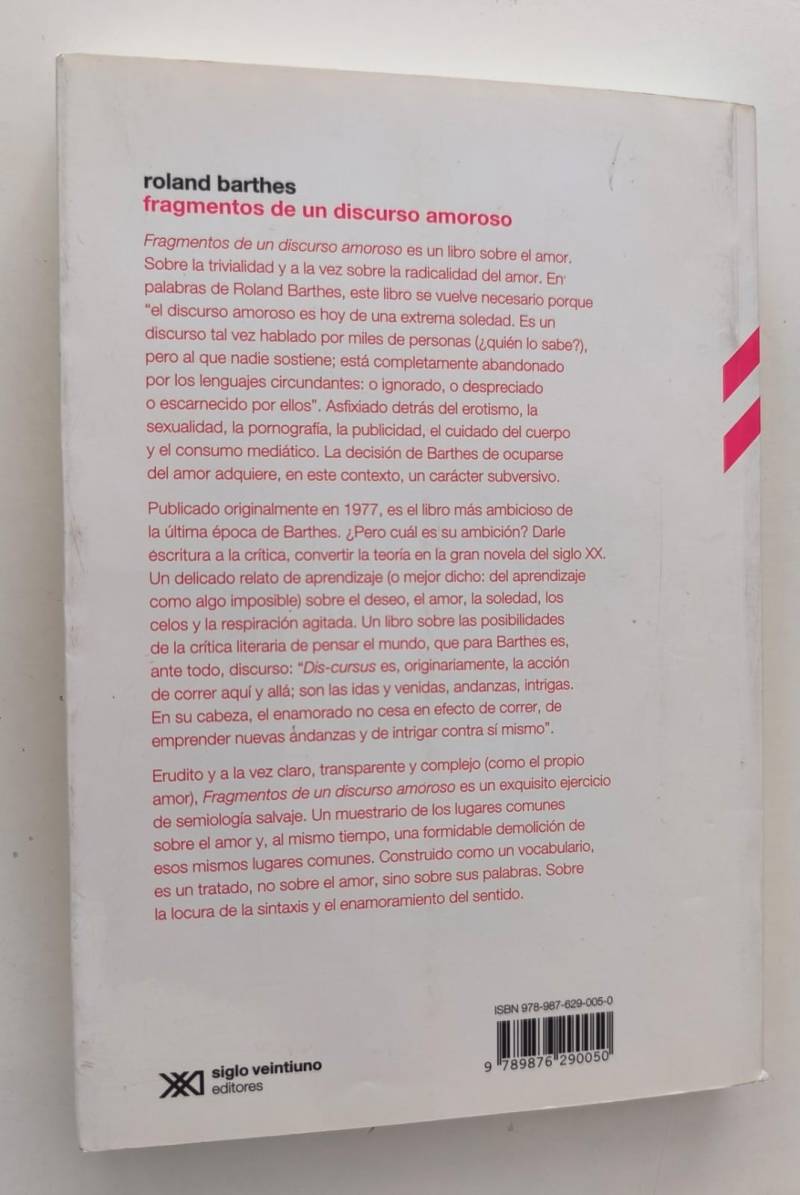 roland barthes
fragmentos de un discurso amoroso
Fragmentos de un discurso amoroso es un libro sobre el amor.
Sobre la trivialidad y a la vez sobre la radicalidad del amor. En
palabras de Roland Barthes, este libro se vuelve necesario porque
"el discurso amoroso es hoy de una extrema soledad. Es un
discurso tal vez hablado por miles de personas (¿quién lo sabe?),
pero al que nadie sostiene; está completamente abandonado
por los lenguajes circundantes: o ignorado, o despreciado
o escarnecido por ellos". Asfixiado detrás del erotismo, la
sexualidad, la pornografía, la publicidad, el cuidado del cuerpo
y el consumo mediático. La decisión de Barthes de ocuparse
del amor adquiere, en este contexto, un carácter subversivo.
Publicado originalmente en 1977, es el libro más ambicioso de
la última época de Barthes. ¿Pero cuál es su ambición? Darle
escritura a la crítica, convertir la teoría en la gran novela del siglo XX.
Un delicado relato de aprendizaje (o mejor dicho: del aprendizaje
como algo imposible) sobre el deseo, el amor, la soledad, los
celos y la respiración agitada. Un libro sobre las posibilidades
de la crítica literaria de pensar el mundo, que para Barthes es,
ante todo, discurso: "Dis-cursus es, originariamente, la acción
de correr aquí y allá; son las idas y venidas, andanzas, intrigas.
En su cabeza, el enamorado no cesa en efecto de correr, de
emprender nuevas andanzas y de intrigar contra sí mismo".
Erudito y a la vez claro, transparente y complejo (como el propio
amor), Fragmentos de un discurso amoroso es un exquisito ejercicio
de semiología salvaje. Un muestrario de los lugares comunes
sobre el amor y, al mismo tiempo, una formidable demolición de
esos mismos lugares comunes. Construido como un vocabulario,
es un tratado, no sobre el amor, sino sobre sus palabras. Sobre
la locura de la sintaxis y el enamoramiento del sentido.
ISBN 978-987-629-005-0
9 789876 290050
siglo veintiuno
editores